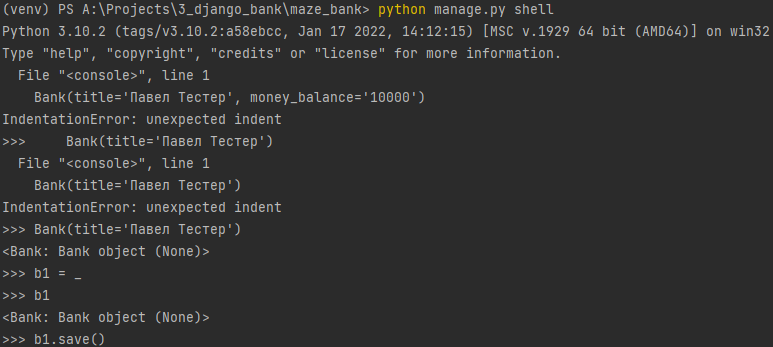 (venv) PS A:\Projects\3_django_bank\maze_bank> python manage.py shell
Python 3.10.2 (tags/v3.10.2:a58ebcc, Jan 17 2022, 14:12:15) [MSC v.1929 64 bit (AMD64)] on win32
Type "help", "copyright", "credits" or "license" for more information.
  File "<console>", line 1
    Bank(title='Павел Тестер', money_balance='10000')
IndentationError: unexpected indent
>>>     Bank(title='Павел Тестер')
  File "<console>", line 1
    Bank(title='Павел Тестер')
IndentationError: unexpected indent
>>> Bank(title='Павел Тестер')
<Bank: Bank object (None)>
>>> b1 = _
>>> b1
<Bank: Bank object (None)>
>>> b1.save()